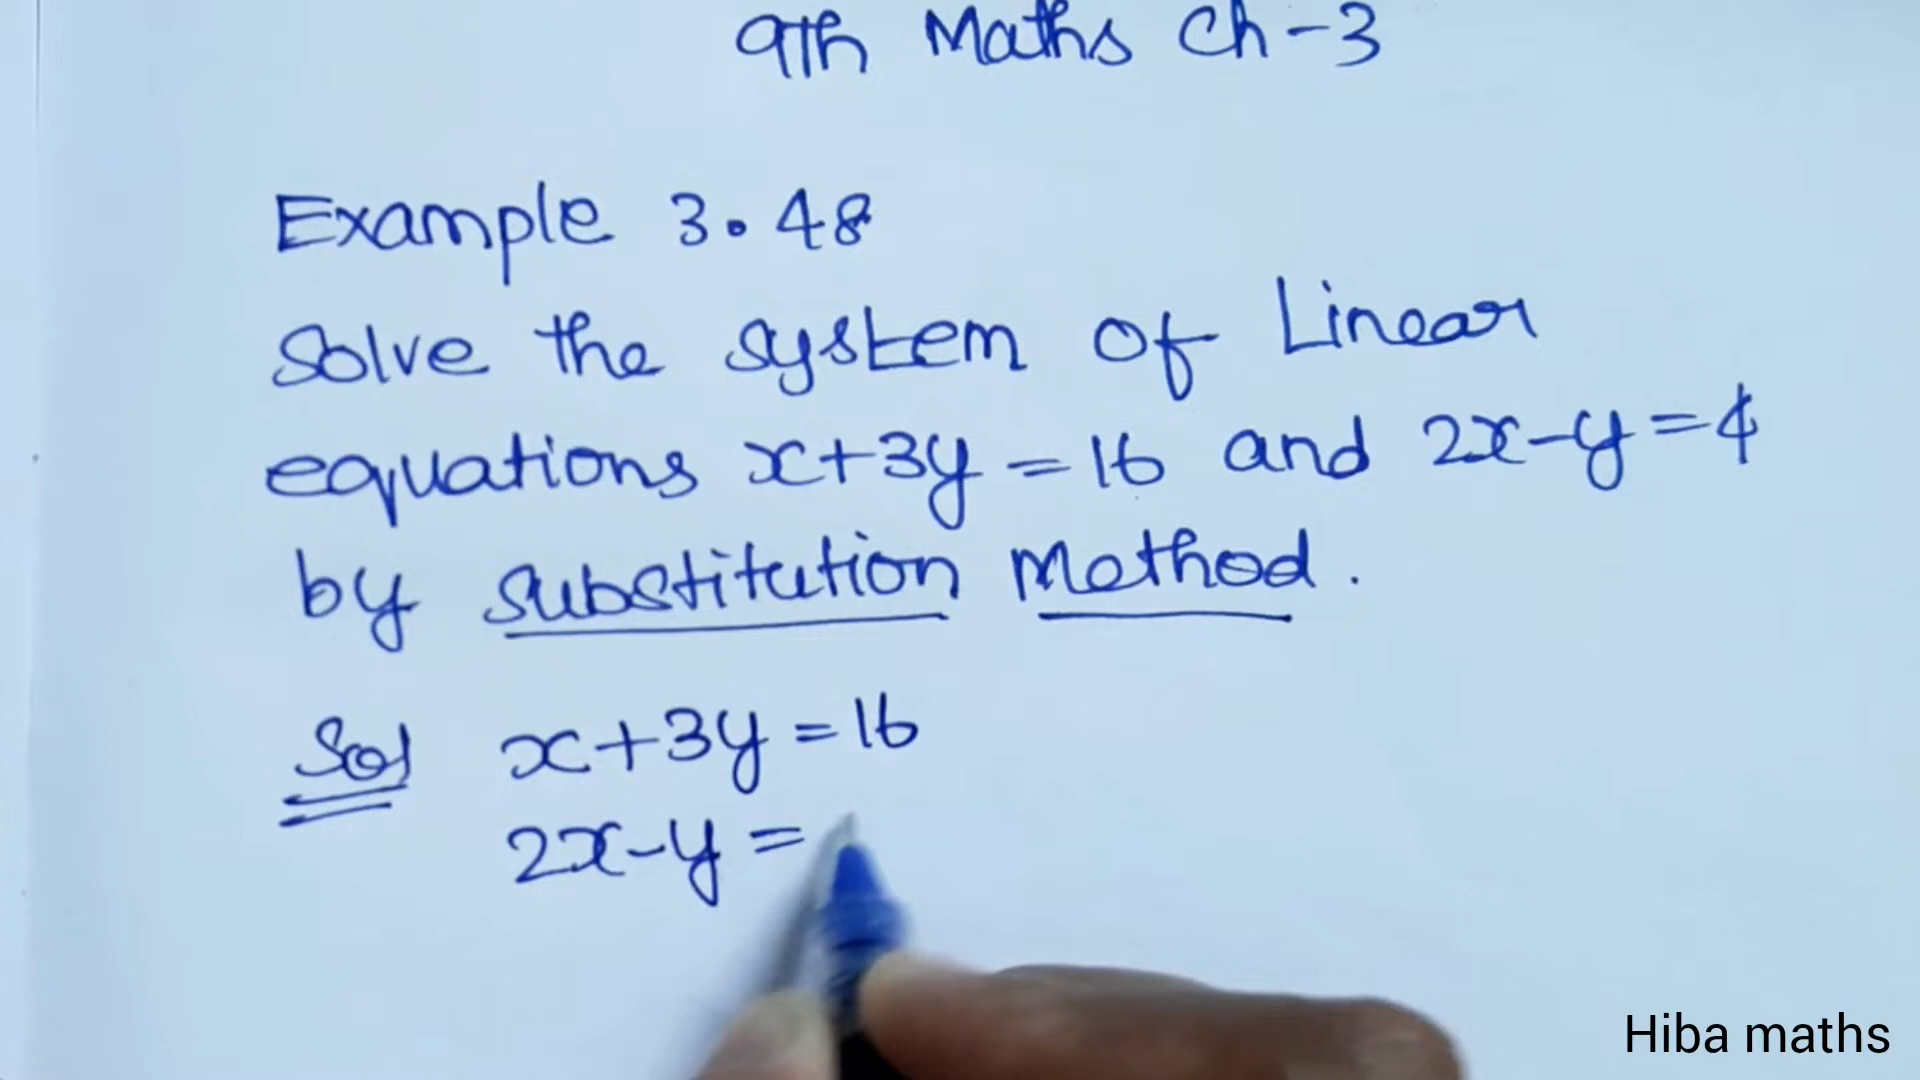 9Th Maths Ch-3
Example 3.48
Solve the system of Linear
equations x+3y=16 and 2x-y=4
by substitution Method.
Sol x+3y=16
2x-y=
Hiba maths